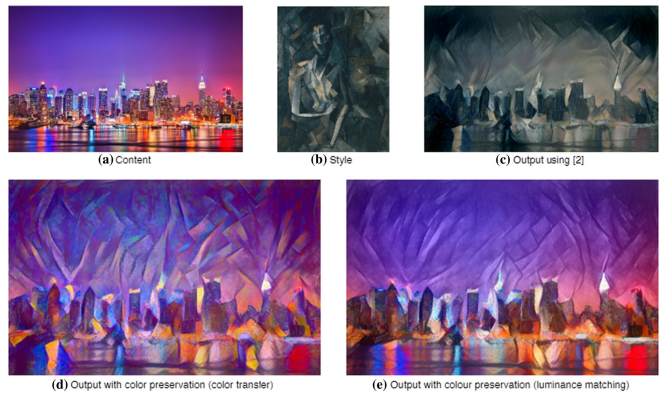 (a) Content
(b) Style
(c) Output using [2]
(d) Output with color preservation (color transfer)
(e) Output with colour preservation (luminance matching)